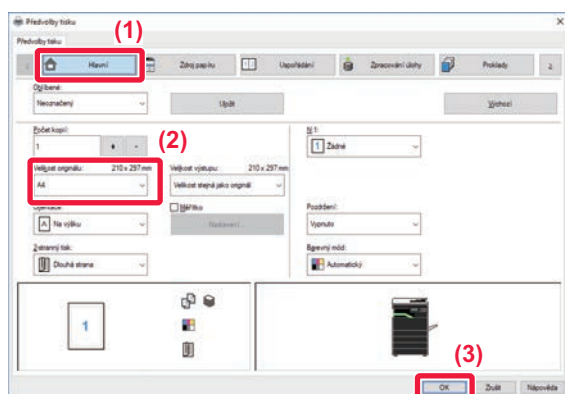 Předvolby tisku
Předvolby tisku
(1)
Hlavní
Zdroj papíru
Uspořádání
Zpracování úlohy
Proklady
Oblíbené:
Neoznačený
Uložit
Výchozí
Počet kopií:
1
+
-
(2)
N-1:
1 Žádné
Velikost originálu: 210 x 297 mm
A4
Velikost výstupu: 210 x 297 mm
Velikost stejná jako originál
Orientace:
A Na výšku
Měřítko
Nastavení...
Pozdržení:
Vypnuto
2stranný tisk:
Dlouhá strana
Barevný mód:
Automatický
1
(3)
OK
Zrušit
Nápověda